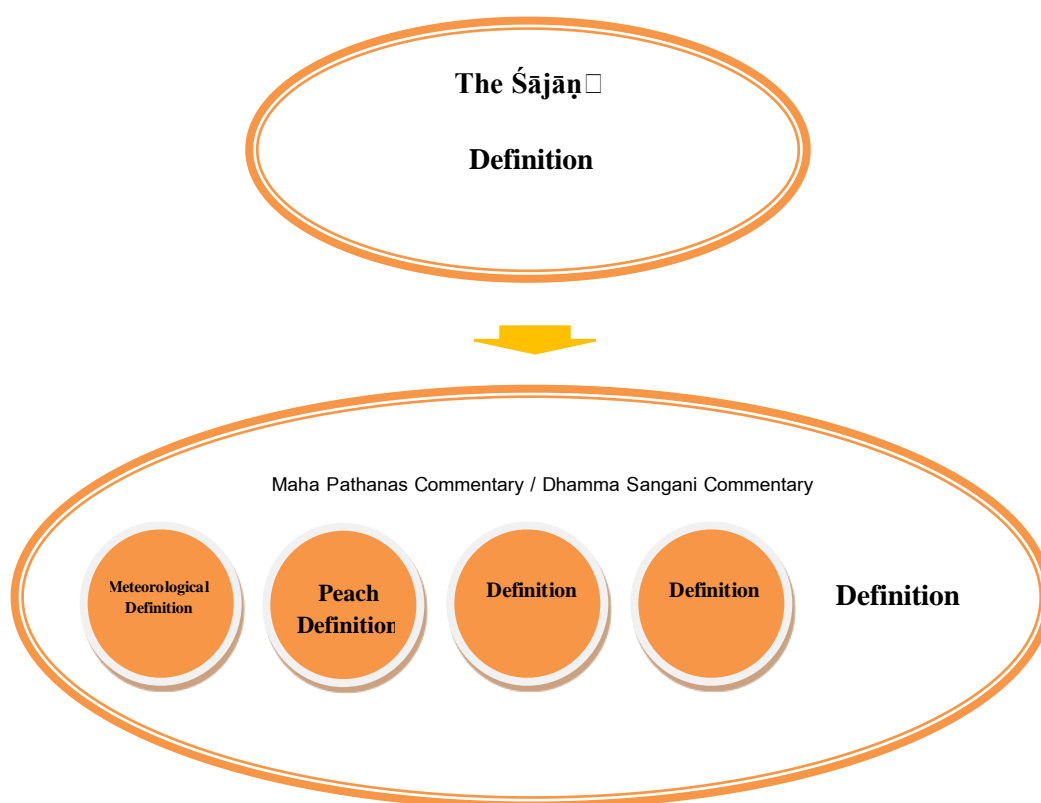 The Śājāṇ□
Definition
Maha Pathanas Commentary / Dhamma Sangani Commentary
Meteorological
Definition
Peach
Definition
Definition
Definition
Definition